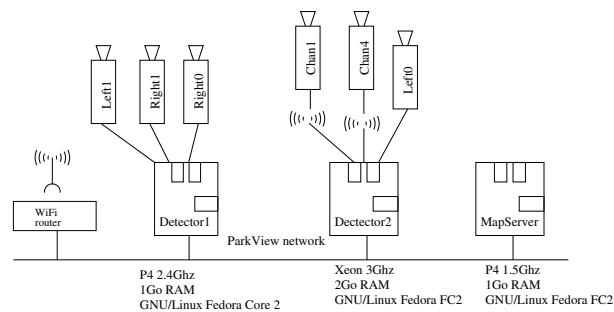 Left1
Right1
Right0
Chan1
Chan4
Left0
WiFi
router
Detector1
Dectector2
MapServer
ParkView network
P4 2.4Ghz
1Go RAM
GNU/Linux Fedora Core 2
Xeon 3Ghz
2Go RAM
GNU/Linux Fedora FC2
P4 1.5Ghz
1Go RAM
GNU/Linux Fedora FC2